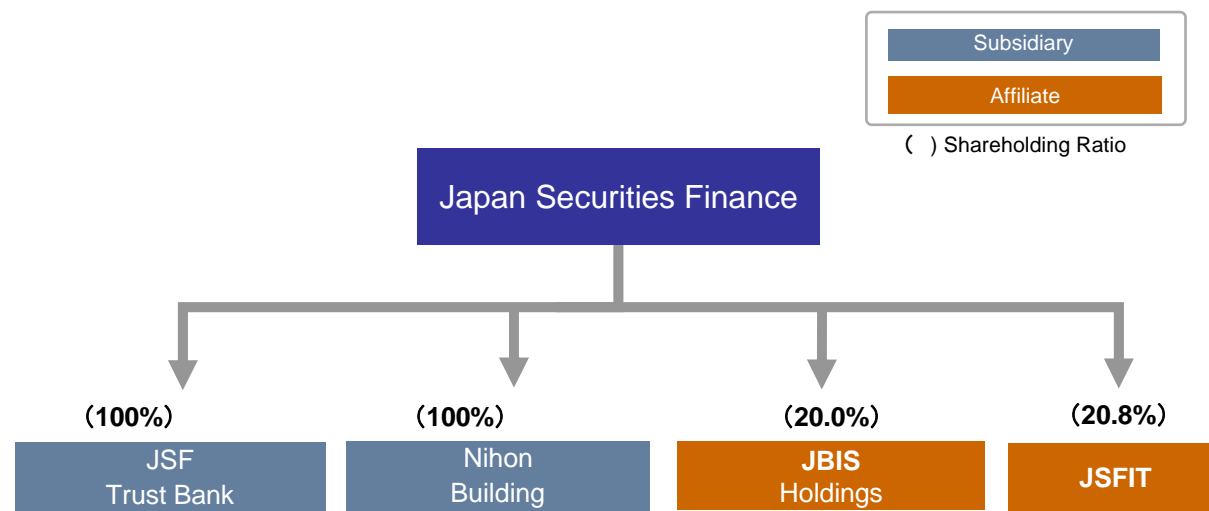 Subsidiary
Affiliate
(  ) Shareholding Ratio
Japan Securities Finance
(100%)
(100%)
(20.0%)
(20.8%)
JSF
Trust Bank
Nihon
Building
JBIS
Holdings
JSFIT